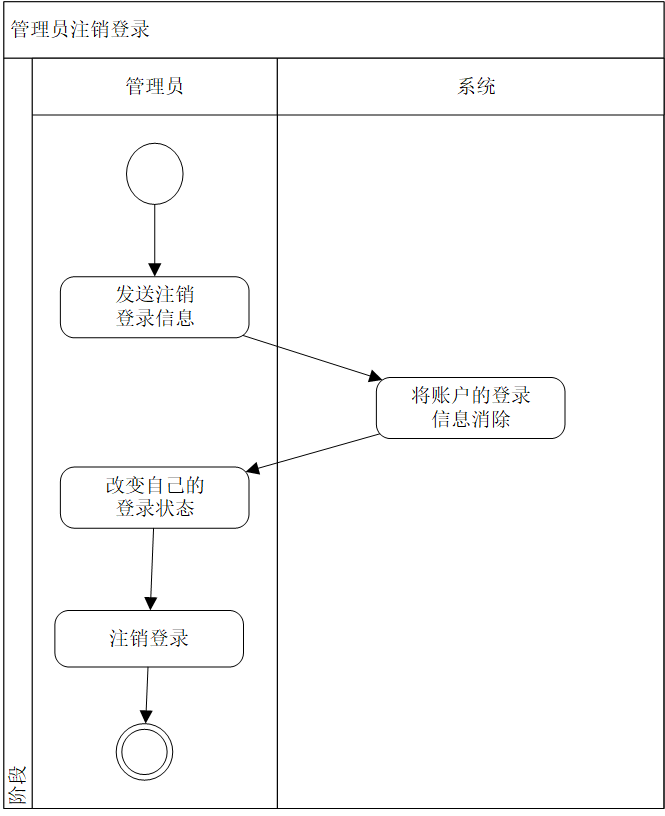 管理员注销登录
管理员
系统
发送注销
登录信息
将账户的登录
信息消除
改变自己的
登录状态
注销登录
阶段